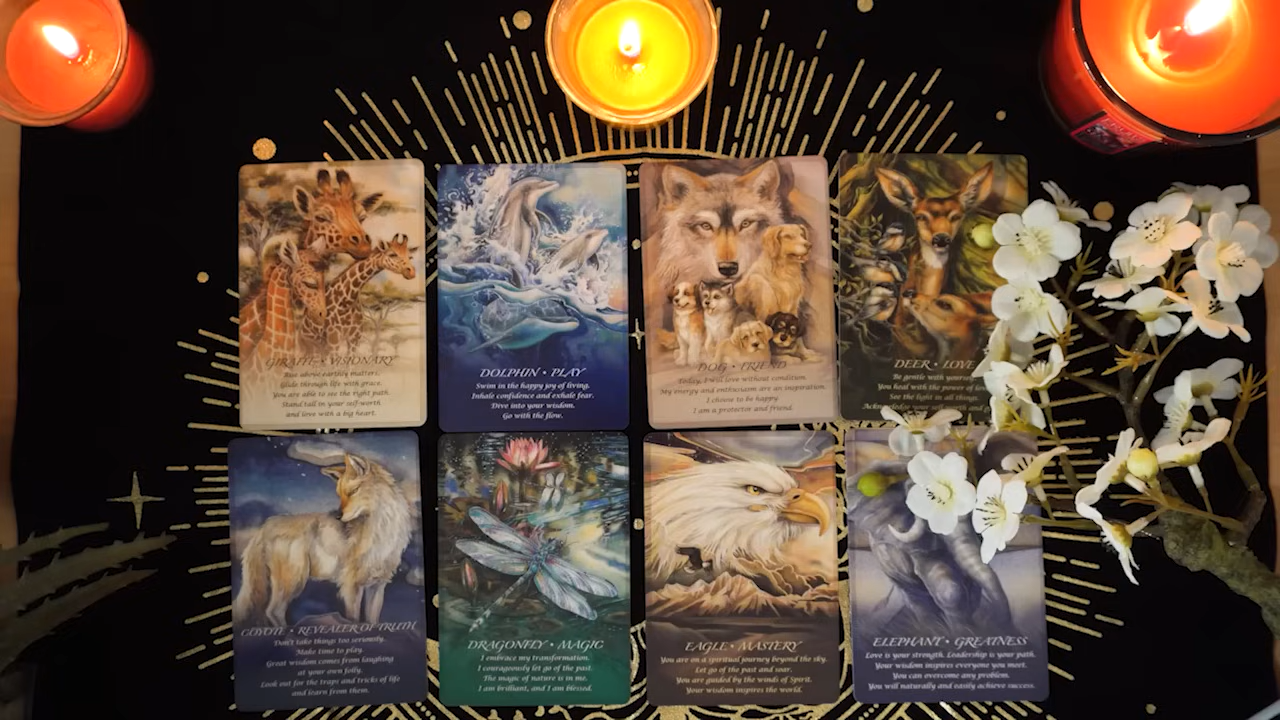 GIRAFFE • VISIONARY
Rise above earthly matters.
Glide through life with grace.
You are able to see the right path.
Stand tall in your self-worth
and love with a big heart.
DOLPHIN • PLAY
Swim in the happy joy of living.
Inhale confidence and exhale fear.
Dive into your wisdom.
Go with the flow.
DOG • FRIEND
Today, I will love without condition.
My energy and enthusiasm are an inspiration.
I choose to be happy.
I am a protector and friend.
DEER • LOVE
Be gentle with yourself
You heal with the power of
See the light in all things.
your self-worth and
COYOTE • REVEALER OF TRUTH
Don't take things too seriously.
Make time to play.
Great wisdom comes from laughing
at your own folly.
Look out for the traps and tricks of life
and learn from them.
DRAGONFLY • MAGIC
I embrace my transformation.
I courageously let go of the past.
The magic of nature is in me.
I am brilliant, and I am blessed.
EAGLE • MASTERY
You are on a spiritual journey beyond the sky.
Let go of the past and soar.
You are guided by the winds of Spirit.
Your wisdom inspires the world.
ELEPHANT • GREATNESS
Love is your strength. Leadership is your path.
Your wisdom inspires everyone you meet.
You can overcome any problem.
You will naturally and easily achieve success.